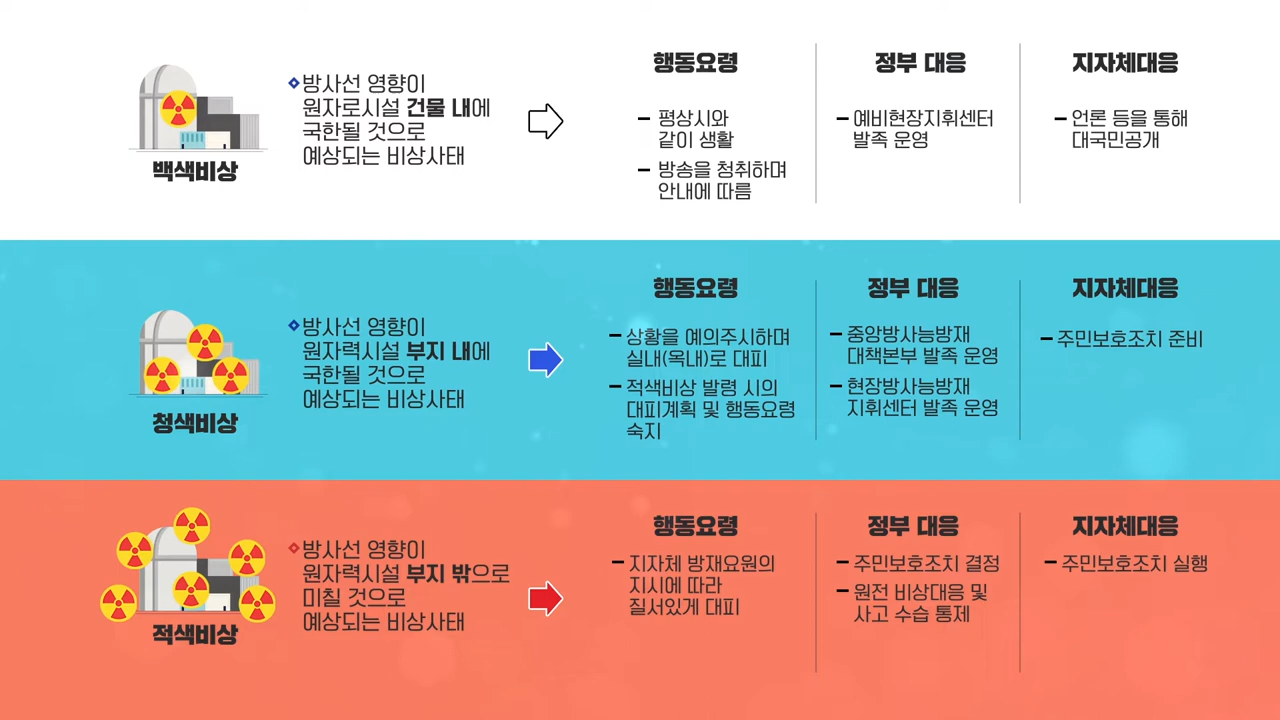 백색비상
방사선 영향이
원자로시설 건물 내에
국한될 것으로
예상되는 비상사태
행동요령
- 평상시와
같이 생활
- 방송을 청취하며
안내에 따름
정부 대응
- 예비현장지휘센터
발족 운영
지자체대응
- 언론 등을 통해
대국민공개
청색비상
방사선 영향이
원자력시설 부지 내에
국한될 것으로
예상되는 비상사태
행동요령
- 상황을 예의주시하며
실내(옥내)로 대피
- 적색비상 발령 시의
대피계획 및 행동요령
숙지
정부 대응
- 중앙방사능방재
대책본부 발족 운영
- 현장방사능방재
지휘센터 발족 운영
지자체대응
- 주민보호조치 준비
적색비상
방사선 영향이
원자력시설 부지 밖으로
미칠 것으로
예상되는 비상사태
행동요령
- 지자체 방재요원의
지시에 따라
질서있게 대피
정부 대응
- 주민보호조치 결정
- 원전 비상대응 및
사고 수습 통제
지자체대응
- 주민보호조치 실행